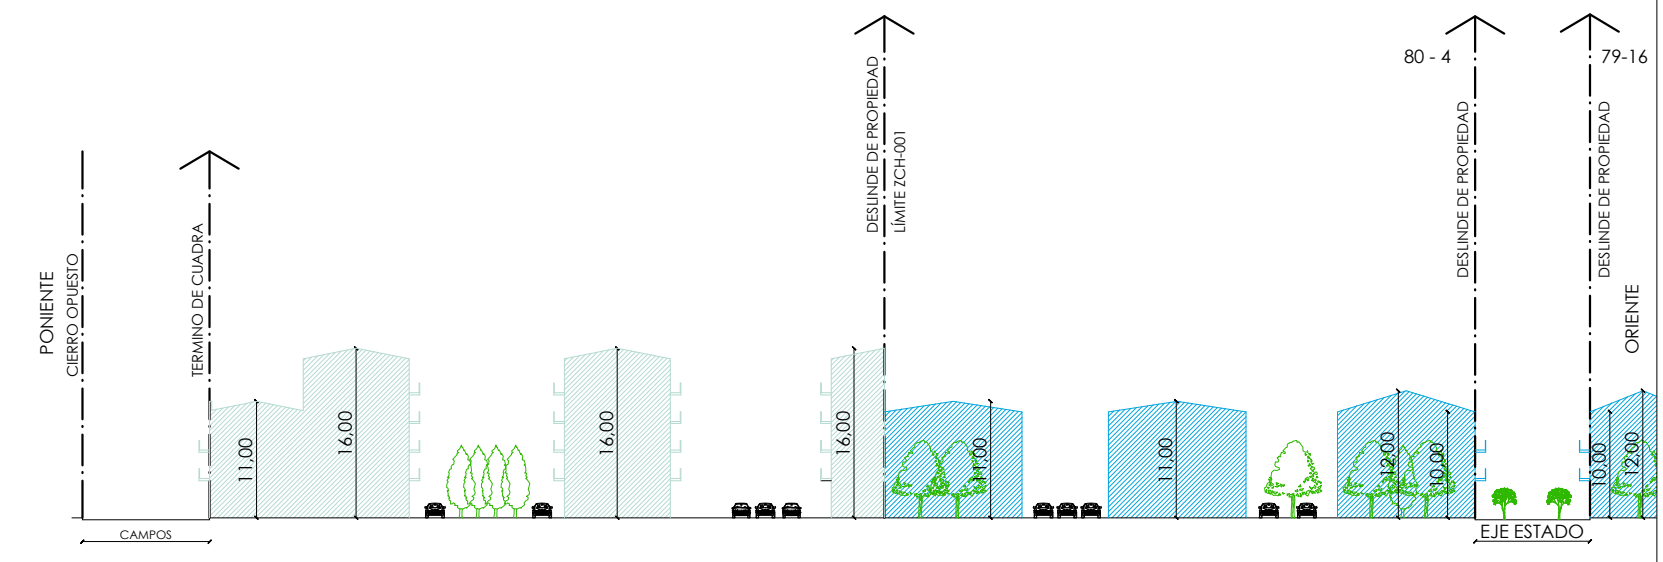 PONIENTE
CIERRO OPUESTO
TERMINO DE CUADRA
DESLINDE DE PROPIEDAD
LÍMITE ZCH-001
80 - 4
DESLINDE DE PROPIEDAD
79-16
DESLINDE DE PROPIEDAD
ORIENTE
11,00
16,00
16,00
16,00
11,00
11,00
12,00
10,00
10,00
12,00
CAMPOS
EJE ESTADO